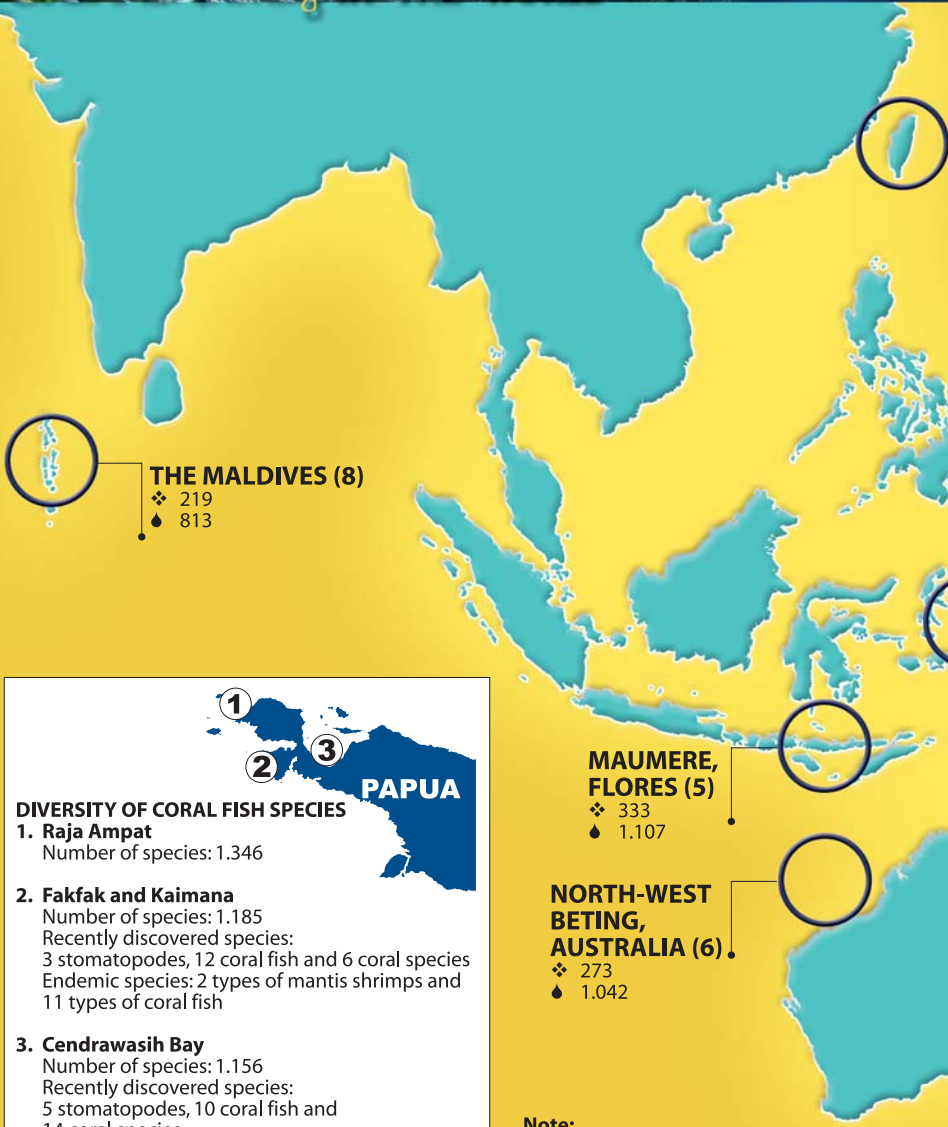 THE MALDIVES (8)
❖ 219
💧 813
1
2
3
PAPUA
DIVERSITY OF CORAL FISH SPECIES
1. Raja Ampat
Number of species: 1.346
2. Fakfak and Kaimana
Number of species: 1.185
Recently discovered species:
3 stomatopodes, 12 coral fish and 6 coral species
Endemic species: 2 types of mantis shrimps and
11 types of coral fish
3. Cendrawasih Bay
Number of species: 1.156
Recently discovered species:
5 stomatopodes, 10 coral fish and
14 coral species
MAUMERE,
FLORES (5)
❖ 333
💧 1.107
NORTH-WEST
BETING,
AUSTRALIA (6)
❖ 273
💧 1.042
Note: